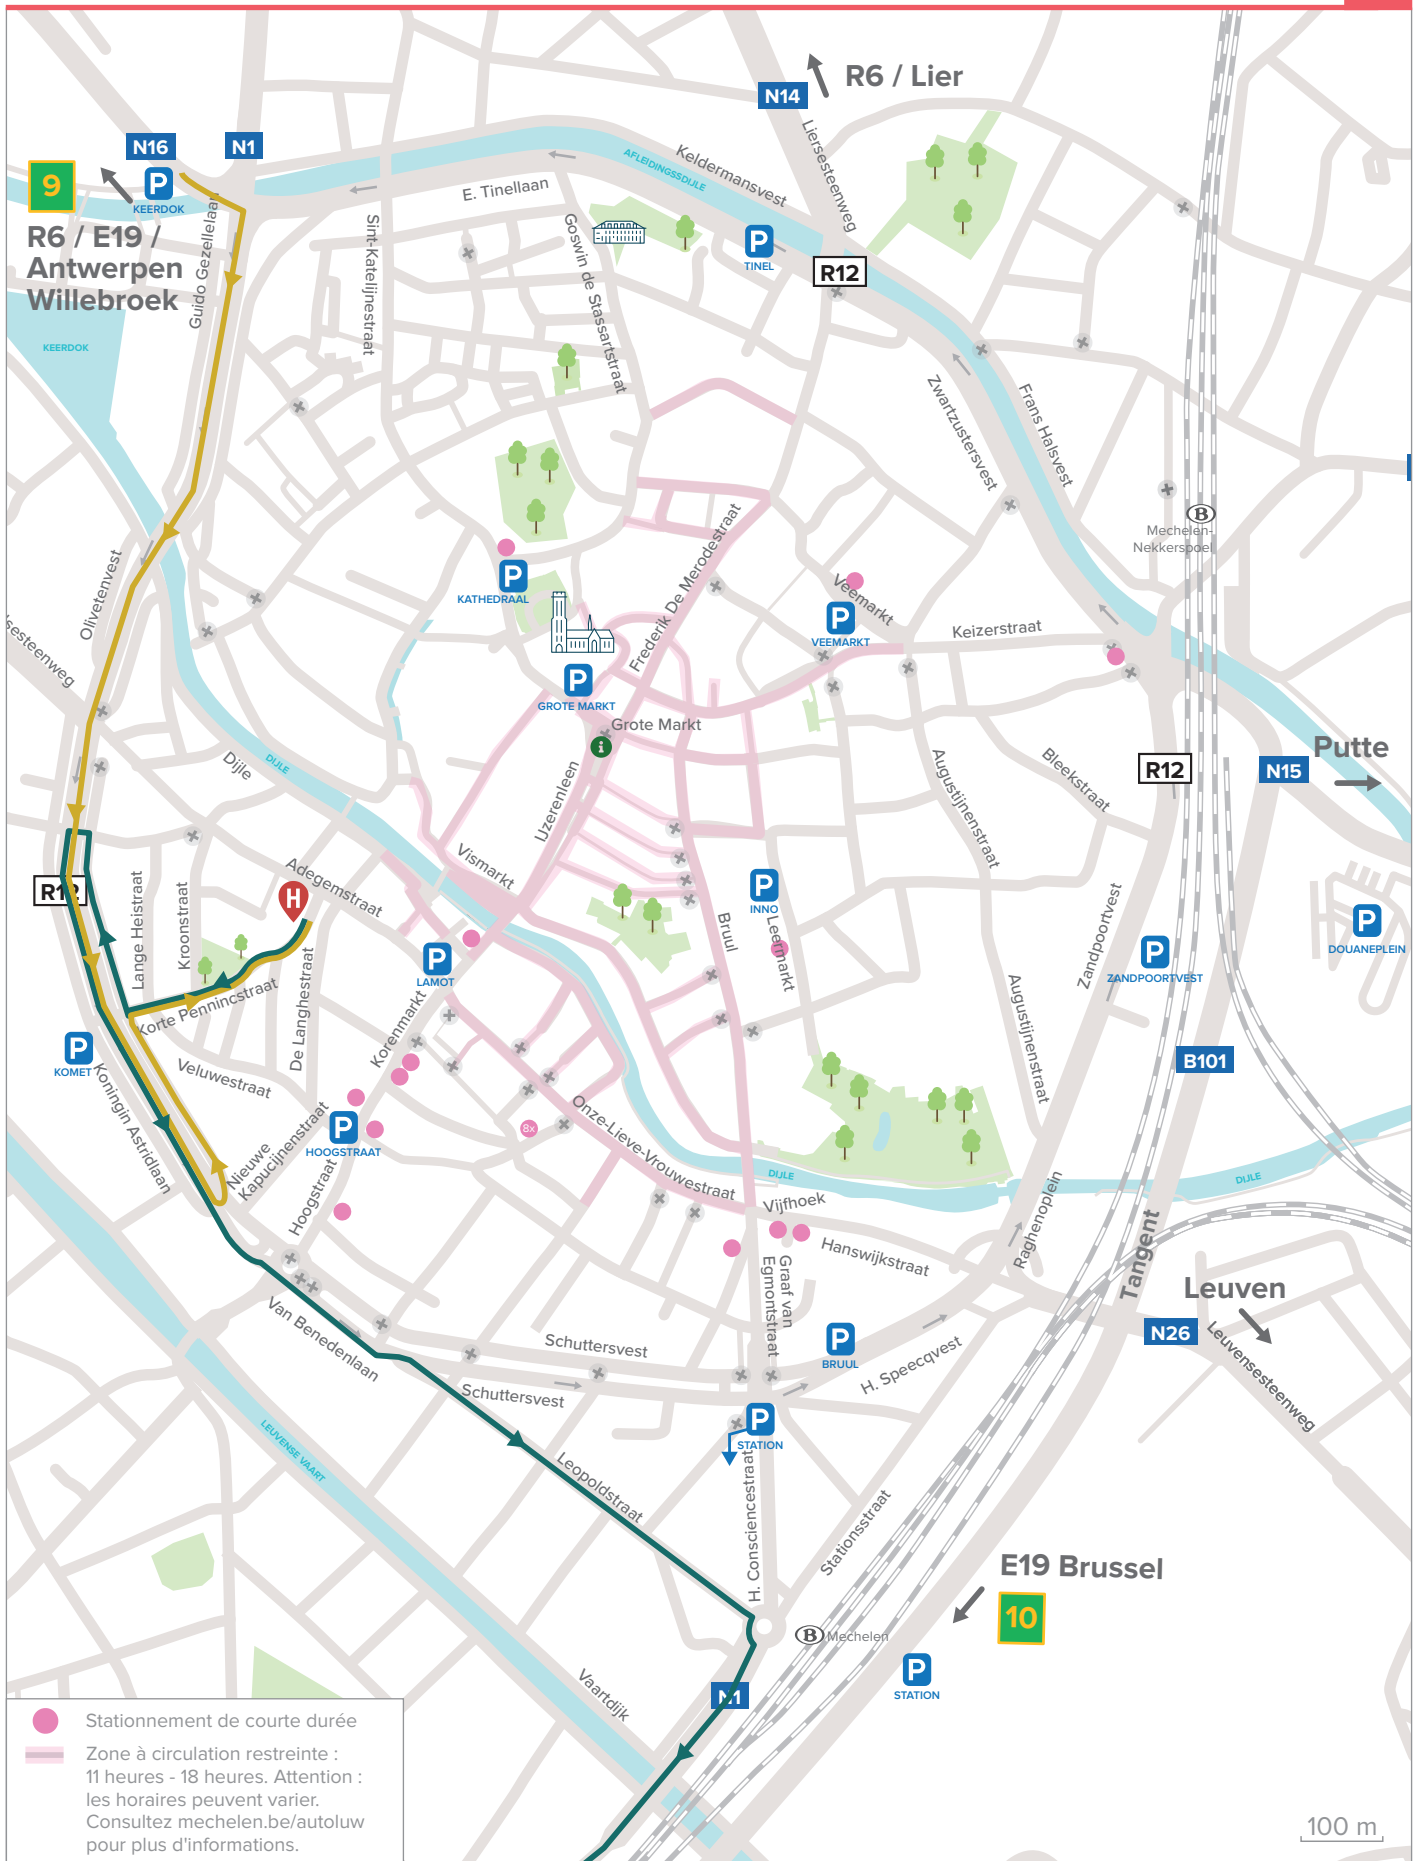 R6 / Lier
N14
N16
N1
9
P
KEERDOK
R6 / E19 /
Antwerpen
Willebroek
KEERDOK
Guido Gezellelaan
Sint-Katelijnestraat
E. Tinellaan
Goswin de Stassartstraat
AFLEIDINGSSDIJLE
Keldermansvest
Liersesteenweg
P
TINEL
R12
Zwartzustersvest
Frans Halsvest
B
Mechelen-
Nekkerspoel
Olivetenvest
sesteenweg
P
KATHEDRAAL
Frederik De Merodestraat
Veemarkt
P
VEEMARKT
Keizerstraat
P
GROTE MARKT
Grote Markt
i
IJzerenleen
Dijle
DIJLE
Vismarkt
Augustijnenstraat
Bleekstraat
R12
N15
Putte
R12
Lange Heistraat
Kroonstraat
Adegemstraat
H
De Langhestraat
Korte Pennincstraat
P
LAMOT
Korenmarkt
Bruul
P
INNO
Leermarkt
Zandpoortvest
P
ZANDPOORTVEST
P
DOUANEPLEIN
Augustijnenstraat
B101
P
KOMET
Koningin Astridlaan
Veluwestraat
P
HOOGSTRAAT
Nieuwe
Kapucijnenstraat
Hoogstraat
8x
Onze-Lieve-Vrouwestraat
DIJLE
DIJLE
Vijfhoek
Hanswijkstraat
Graaf van
Egmontstraat
Raghenoplein
Tangent
Leuven
N26
Leuvensesteenweg
Van Benedenlaan
Schuttersvest
Schuttersvest
P
BRUUL
H. Speecqvest
P
STATION
LEUVENSE VAART
Leopoldstraat
H. Consciencestraat
Stationsstraat
E19 Brussel
10
B
Mechelen
P
STATION
N1
Vaartdijk
Stationnement de courte durée
Zone à circulation restreinte :
11 heures - 18 heures. Attention :
les horaires peuvent varier.
Consultez mechelen.be/autoluw
pour plus d'informations.
100 m